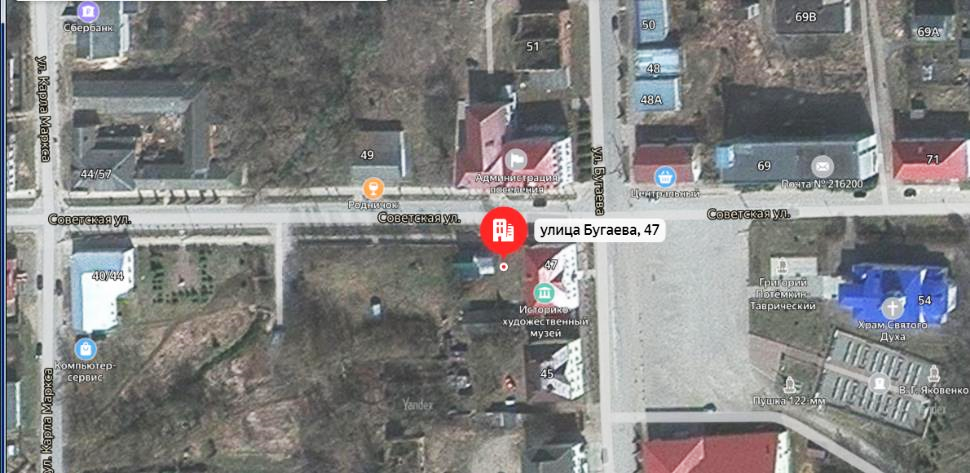 Сбербанк
ул. Карла Маркса
44/57
49
Родничок
51
Администрация
поселения
50
48
48А
ул. Бугаева
69В
69А
Центральный
69
Почта № 216200
71
Советская ул.
Советская ул.
Советская ул.
улица Бугаева, 47
40/44
Компьютер-
сервис
ул. Карла Маркса
47
Историко-
художественный
музей
45
Григорий
Потёмкин-
Таврический
54
Храм Святого
Духа
Пушка 122-мм
В. Г. Яковенко
Yandex